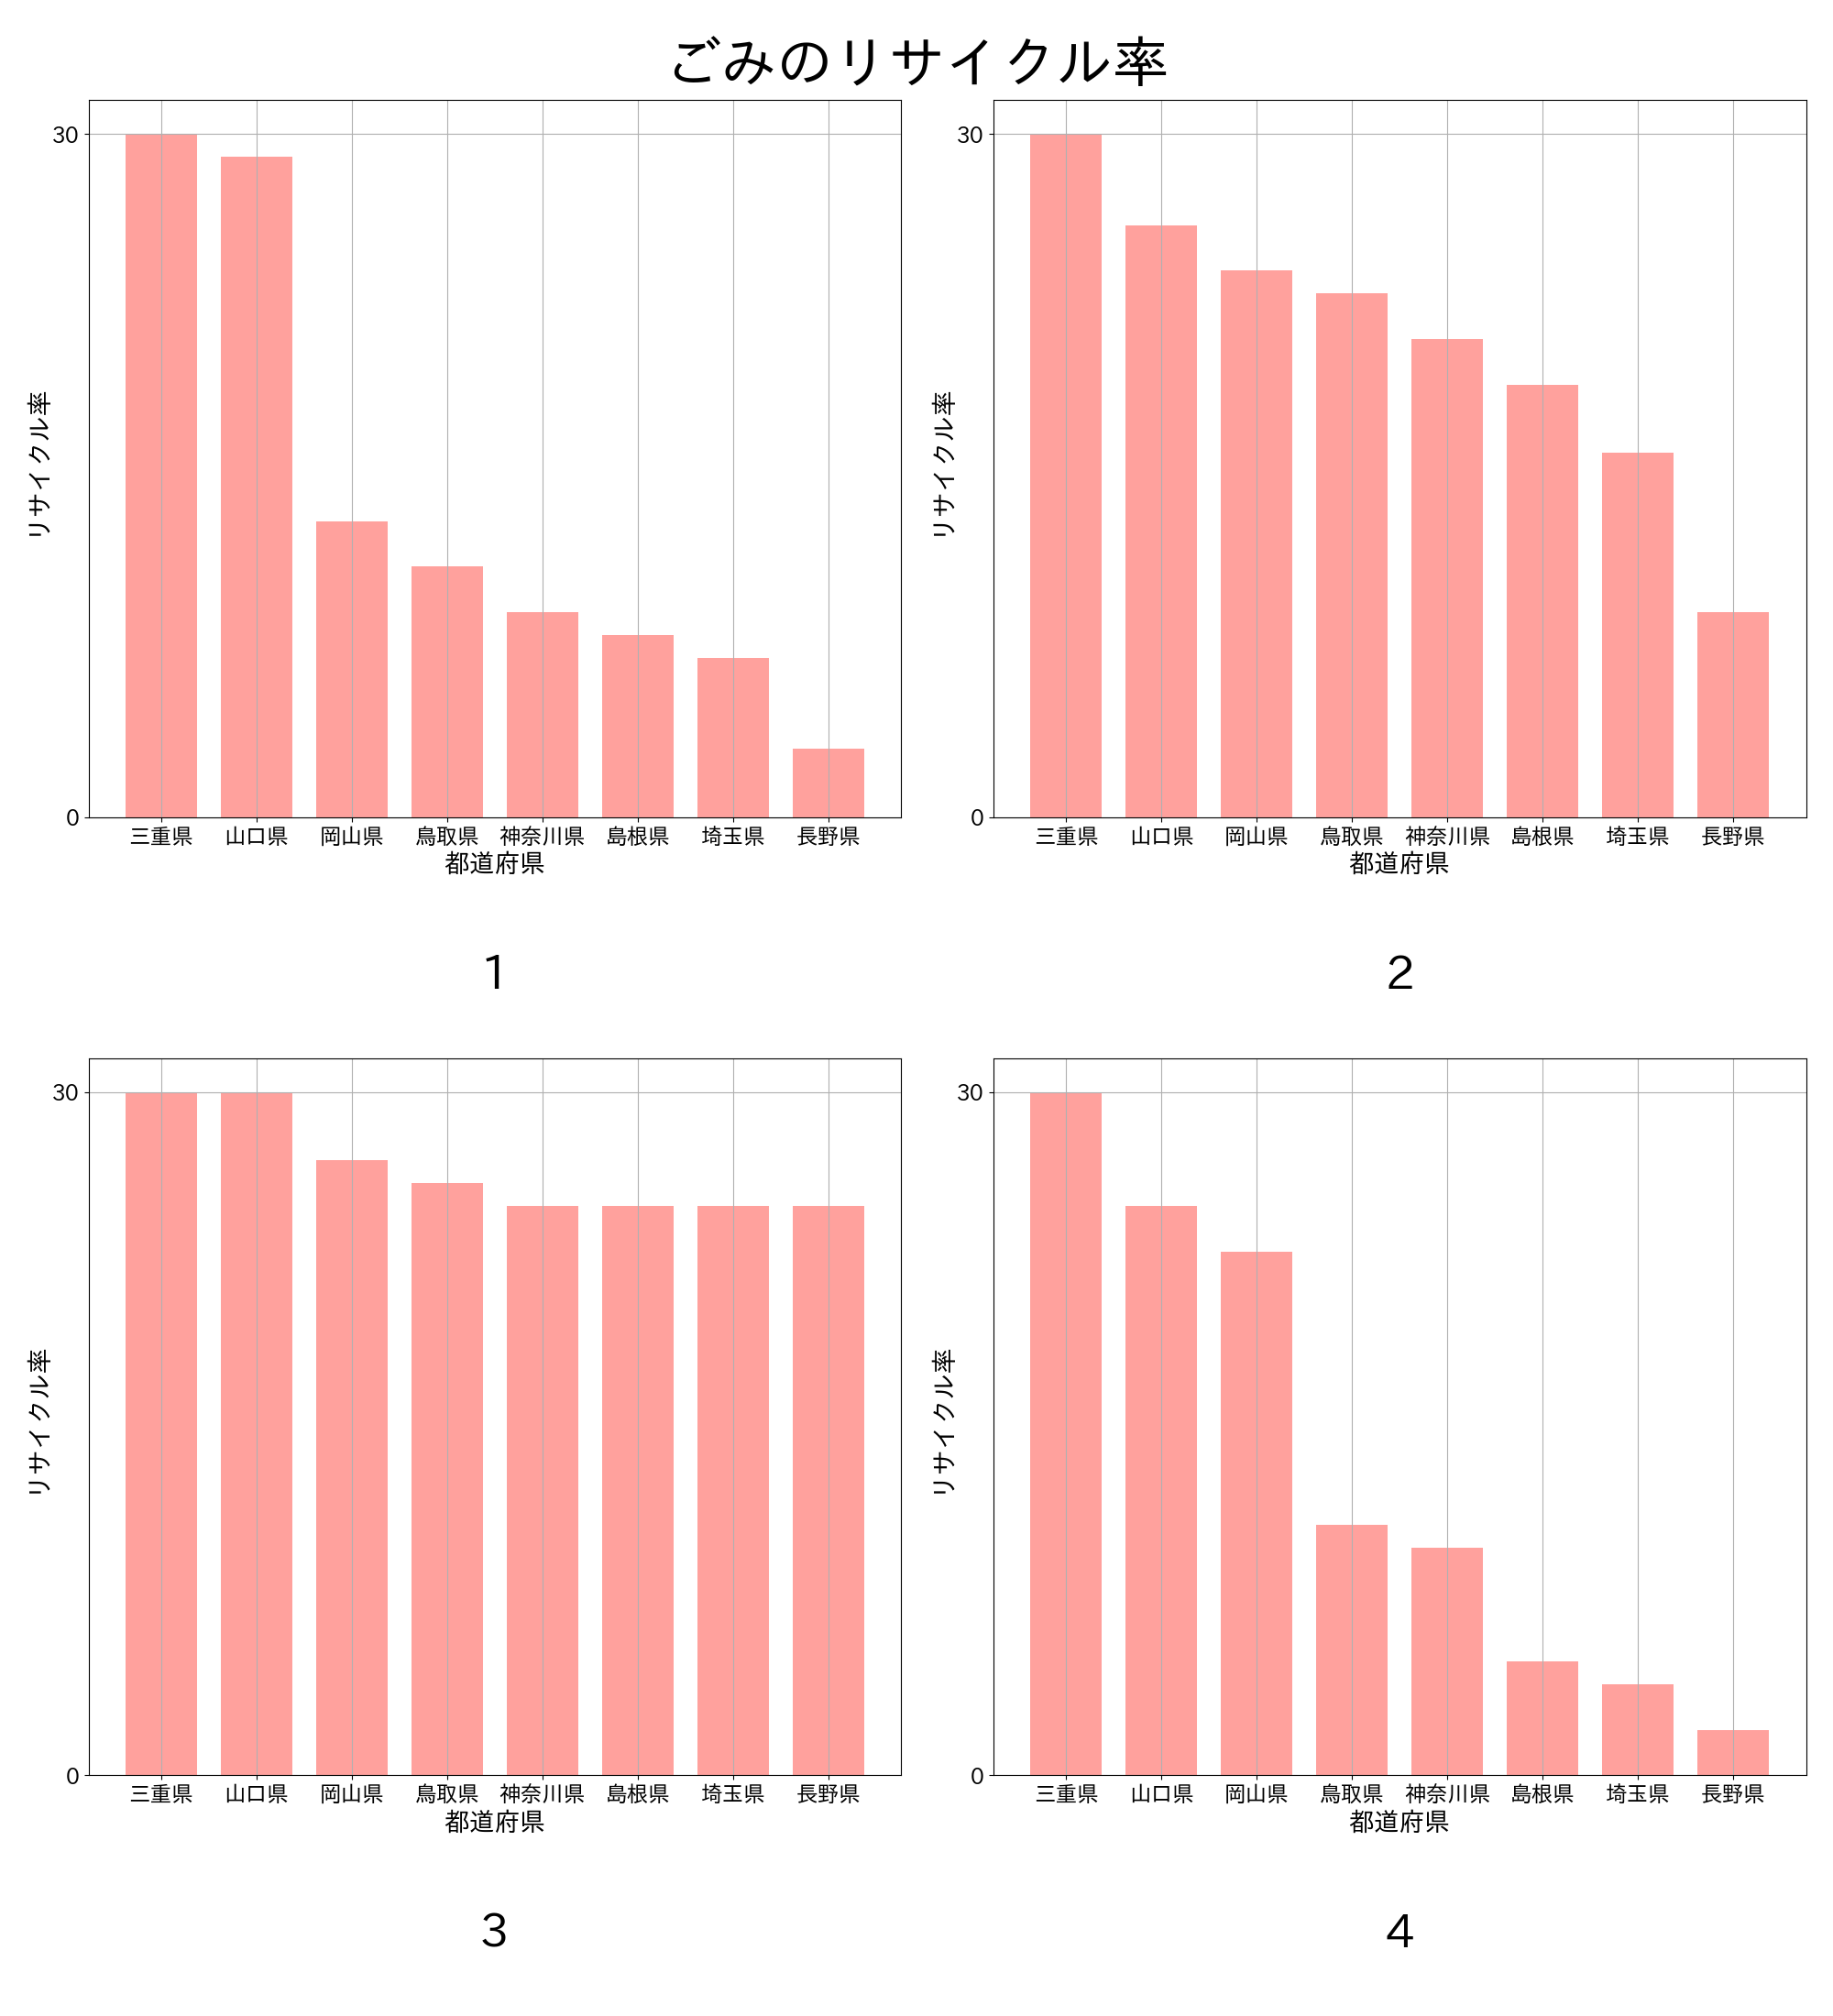 ごみのリサイクル率
30
0
リサイクル率
三重県 山口県 岡山県 鳥取県 神奈川県 島根県 埼玉県 長野県
都道府県
1
30
0
リサイクル率
三重県 山口県 岡山県 鳥取県 神奈川県 島根県 埼玉県 長野県
都道府県
2
30
0
リサイクル率
三重県 山口県 岡山県 鳥取県 神奈川県 島根県 埼玉県 長野県
都道府県
3
30
0
リサイクル率
三重県 山口県 岡山県 鳥取県 神奈川県 島根県 埼玉県 長野県
都道府県
4